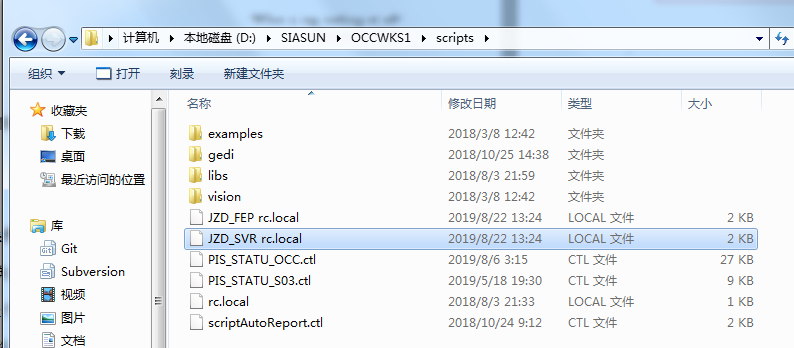 计算机 ▸ 本地磁盘 (D:) ▸ SIASUN ▸ OCCWKS1 ▸ scripts ▸
组织 打开 刻录 新建文件夹
收藏夹
下载
桌面
最近访问的位置
库
Git
Subversion
视频
图片
文档
名称 修改日期 类型 大小
examples 2018/3/8 12:42 文件夹
gedi 2018/10/25 14:38 文件夹
libs 2018/8/3 21:59 文件夹
vision 2018/3/8 12:42 文件夹
JZD_FEP rc.local 2019/8/22 13:24 LOCAL 文件 2 KB
JZD_SVR rc.local 2019/8/22 13:24 LOCAL 文件 2 KB
PIS_STATU_OCC.ctl 2019/8/6 3:15 CTL 文件 27 KB
PIS_STATU_S03.ctl 2019/5/18 19:30 CTL 文件 9 KB
rc.local 2018/8/3 21:33 LOCAL 文件 1 KB
scriptAutoReport.ctl 2018/10/24 9:12 CTL 文件 2 KB